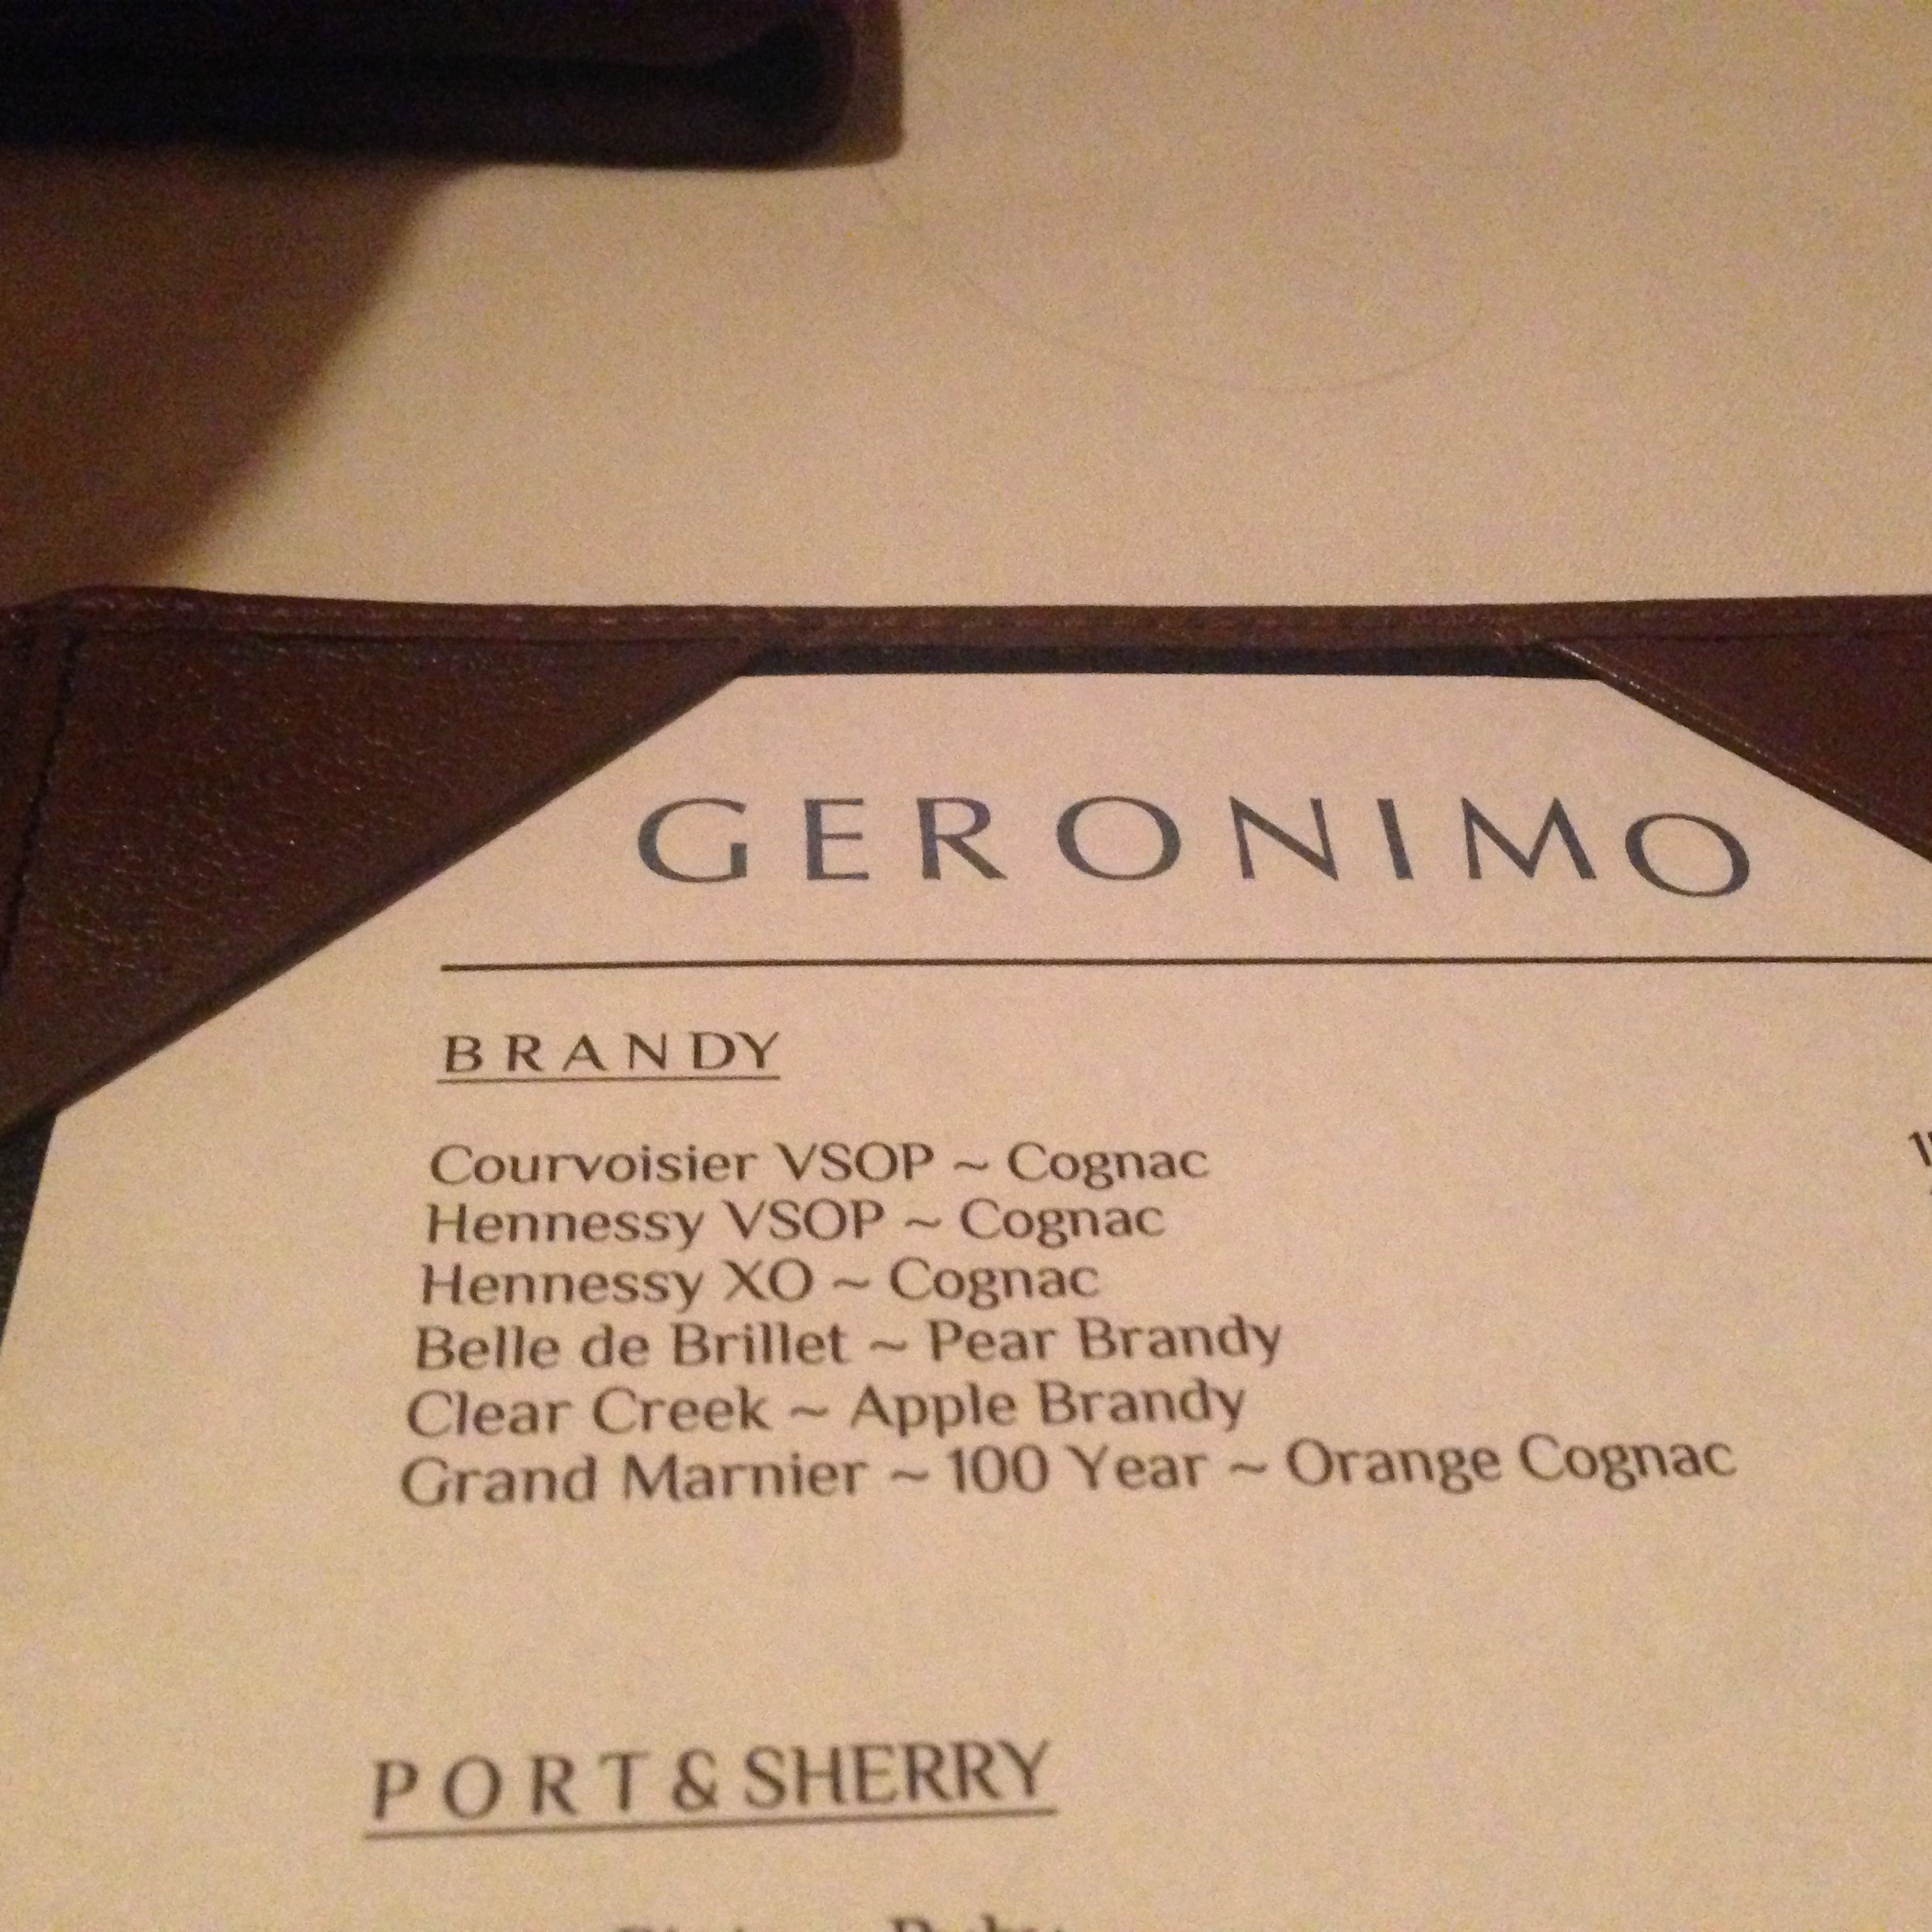 GERONIMO
BRANDY
Courvoisier VSOP ~ Cognac
Hennessy VSOP ~ Cognac
Hennessy XO ~ Cognac
Belle de Brillet ~ Pear Brandy
Clear Creek ~ Apple Brandy
Grand Marnier ~ 100 Year ~ Orange Cognac
PORT & SHERRY